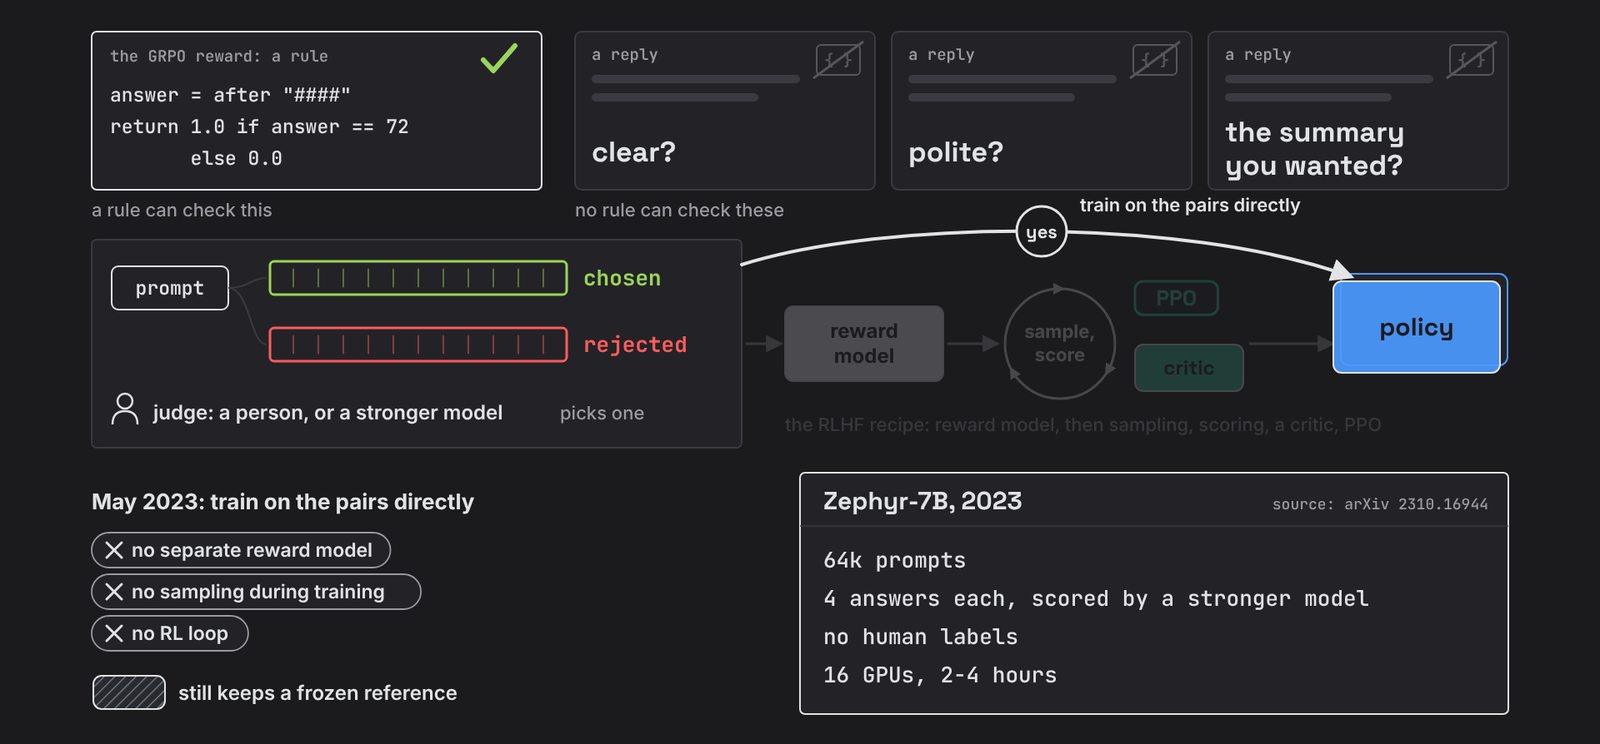 the GRPO reward: a rule
answer = after "####"
return 1.0 if answer == 72
else 0.0
a rule can check this
a reply
{ }
clear?
a reply
{ }
polite?
a reply
{ }
the summary
you wanted?
no rule can check these
train on the pairs directly
yes
prompt
chosen
rejected
judge: a person, or a stronger model
picks one
reward
model
sample,
score
PPO
critic
policy
the RLHF recipe: reward model, then sampling, scoring, a critic, PPO
May 2023: train on the pairs directly
no separate reward model
no sampling during training
no RL loop
still keeps a frozen reference
Zephyr-7B, 2023
source: arXiv 2310.16944
64k prompts
4 answers each, scored by a stronger model
no human labels
16 GPUs, 2-4 hours